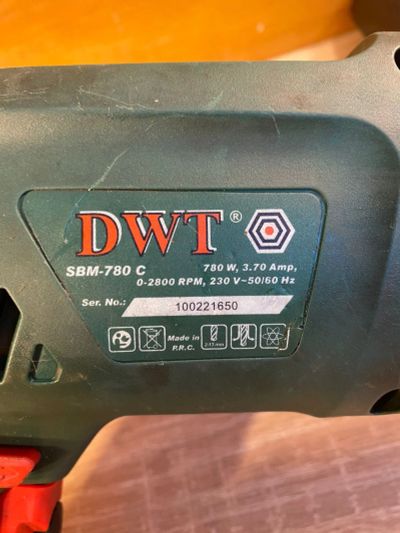 DWT ®
SBM-780 C 780 W, 3.70 Amp,
0-2800 RPM, 230 V~50/60 Hz
Ser. No.: 100221650
Made in
P.R.C.